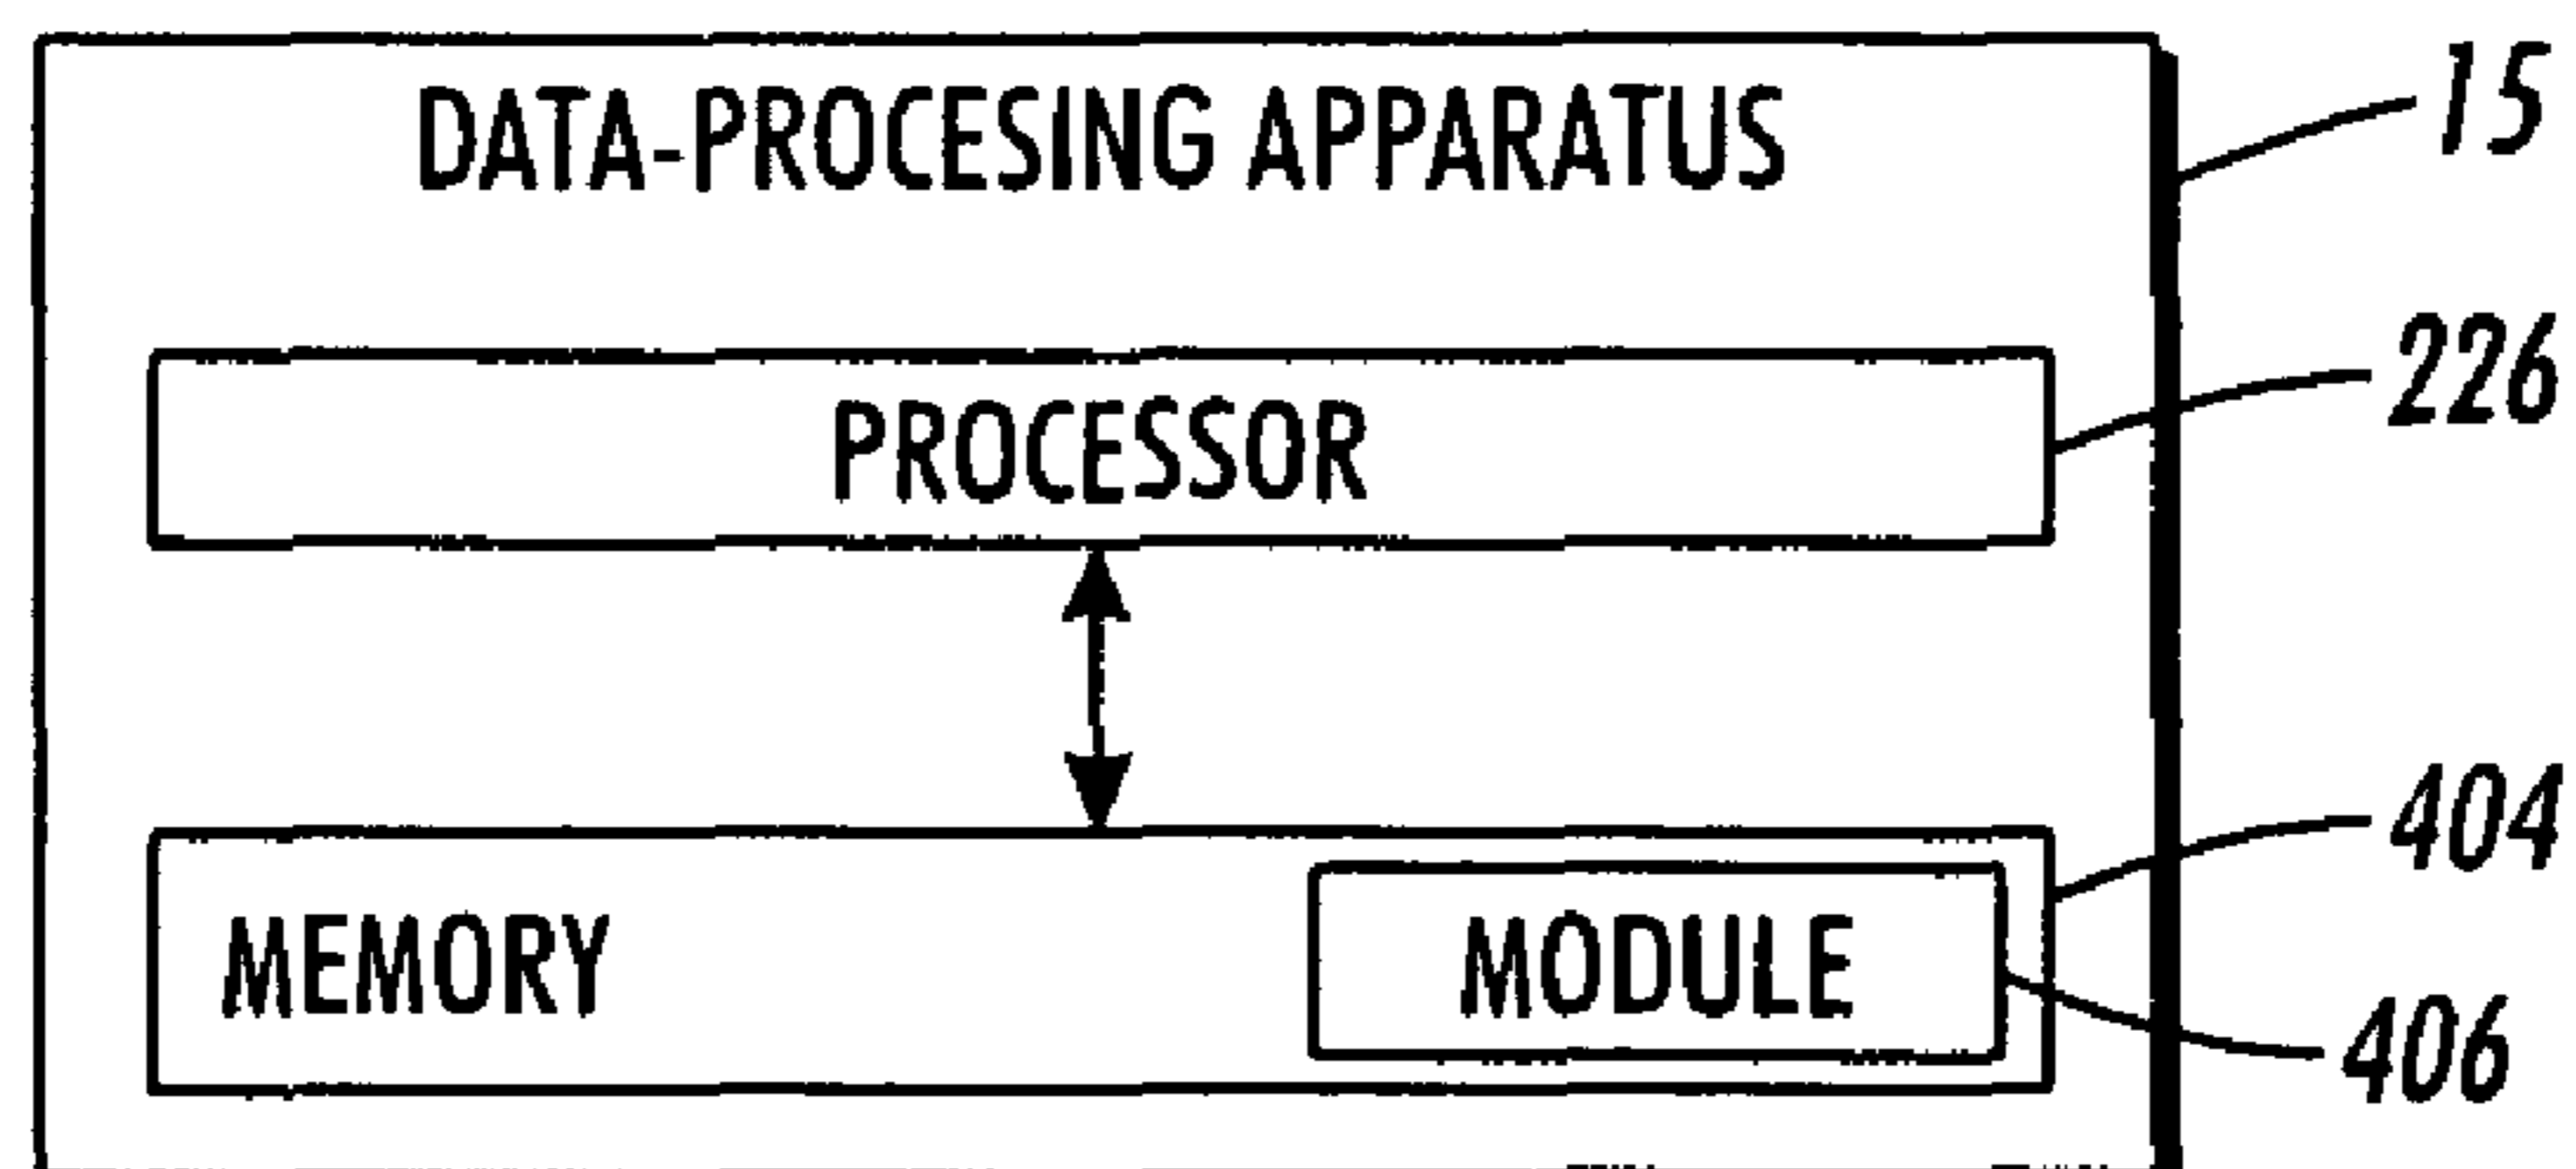 DATA-PROCESING APPARATUS
15
PROCESSOR
226
404
MEMORY
MODULE
406